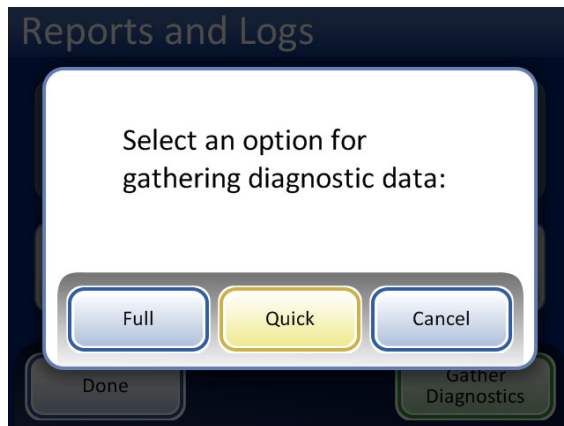 Reports and Logs
Select an option for
gathering diagnostic data:
Full
Quick
Cancel
Done
Gather
Diagnostics